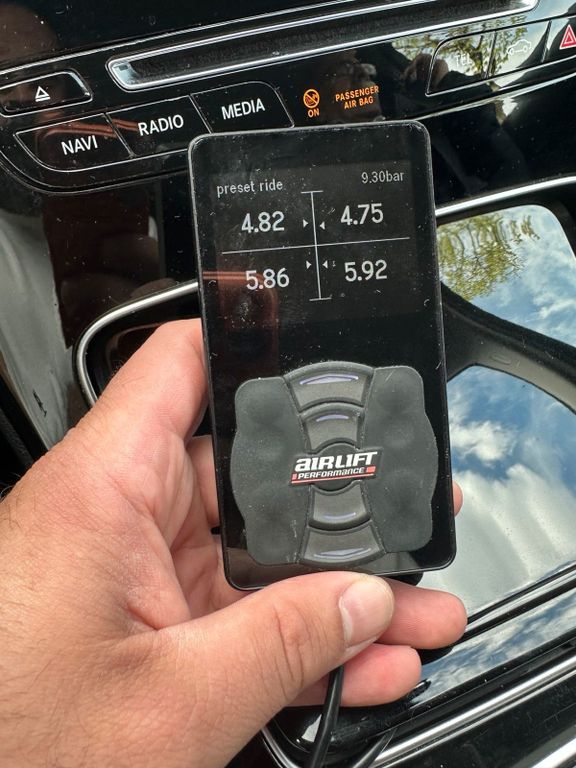 TEL
NAVI RADIO MEDIA
ON
PASSENGER
AIR BAG
preset ride 9.30bar
4.82 4.75
5.86 5.92
AIRLIFT
PERFORMANCE